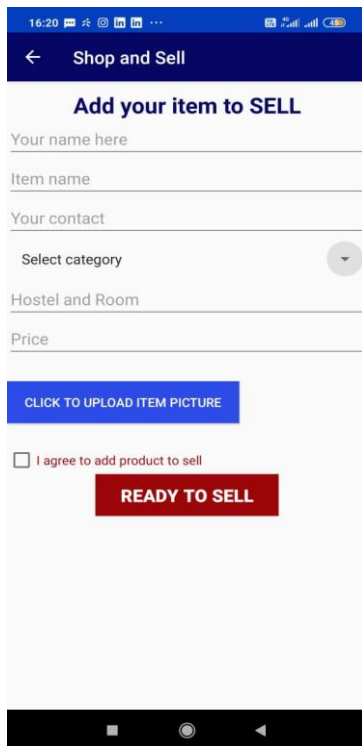 16:20
Shop and Sell
Add your item to SELL
Your name here
Item name
Your contact
Select category
Hostel and Room
Price
CLICK TO UPLOAD ITEM PICTURE
I agree to add product to sell
READY TO SELL